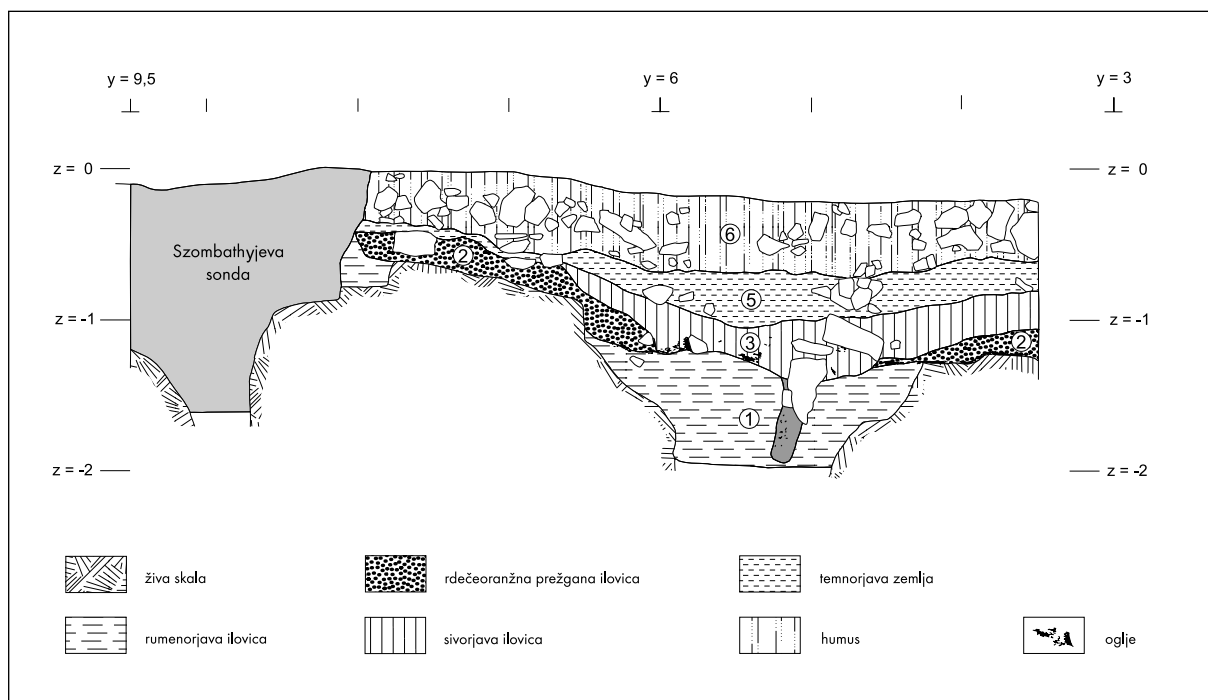 y = 9,5
y = 6
y = 3
z = 0
z = 0
Szombathyjeva
sonda
2
6
5
3
2
z = -1
z = -1
1
z = -2
z = -2
živa skala
rdečeoranžna prežgana ilovica
temnorjava zemlja
rumenorjava ilovica
sivorjava ilovica
humus
oglje